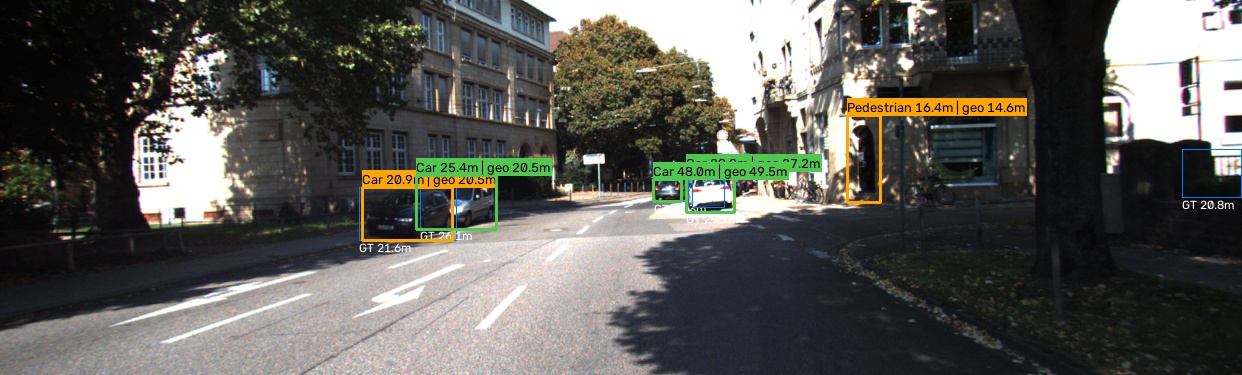 Pedestrian 16.4m | geo 14.6m
Car 25.4m | geo 20.5m
Car 48.0m | geo 49.5m
Car 20.9m | geo 20.5m
GT 20.8m
GT 26.1m
GT 21.6m